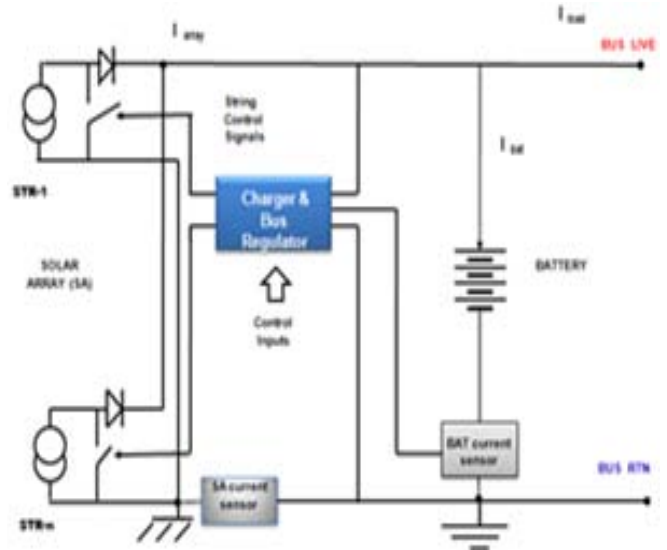 I array
I load
BUS LIVE
String
Control
Signals
I bat
STR-1
Charger &
Bus
Regulator
SOLAR
ARRAY (SA)
BATTERY
Control
Inputs
BAT current
sensor
SA current
sensor
BUS RTN
STR-n